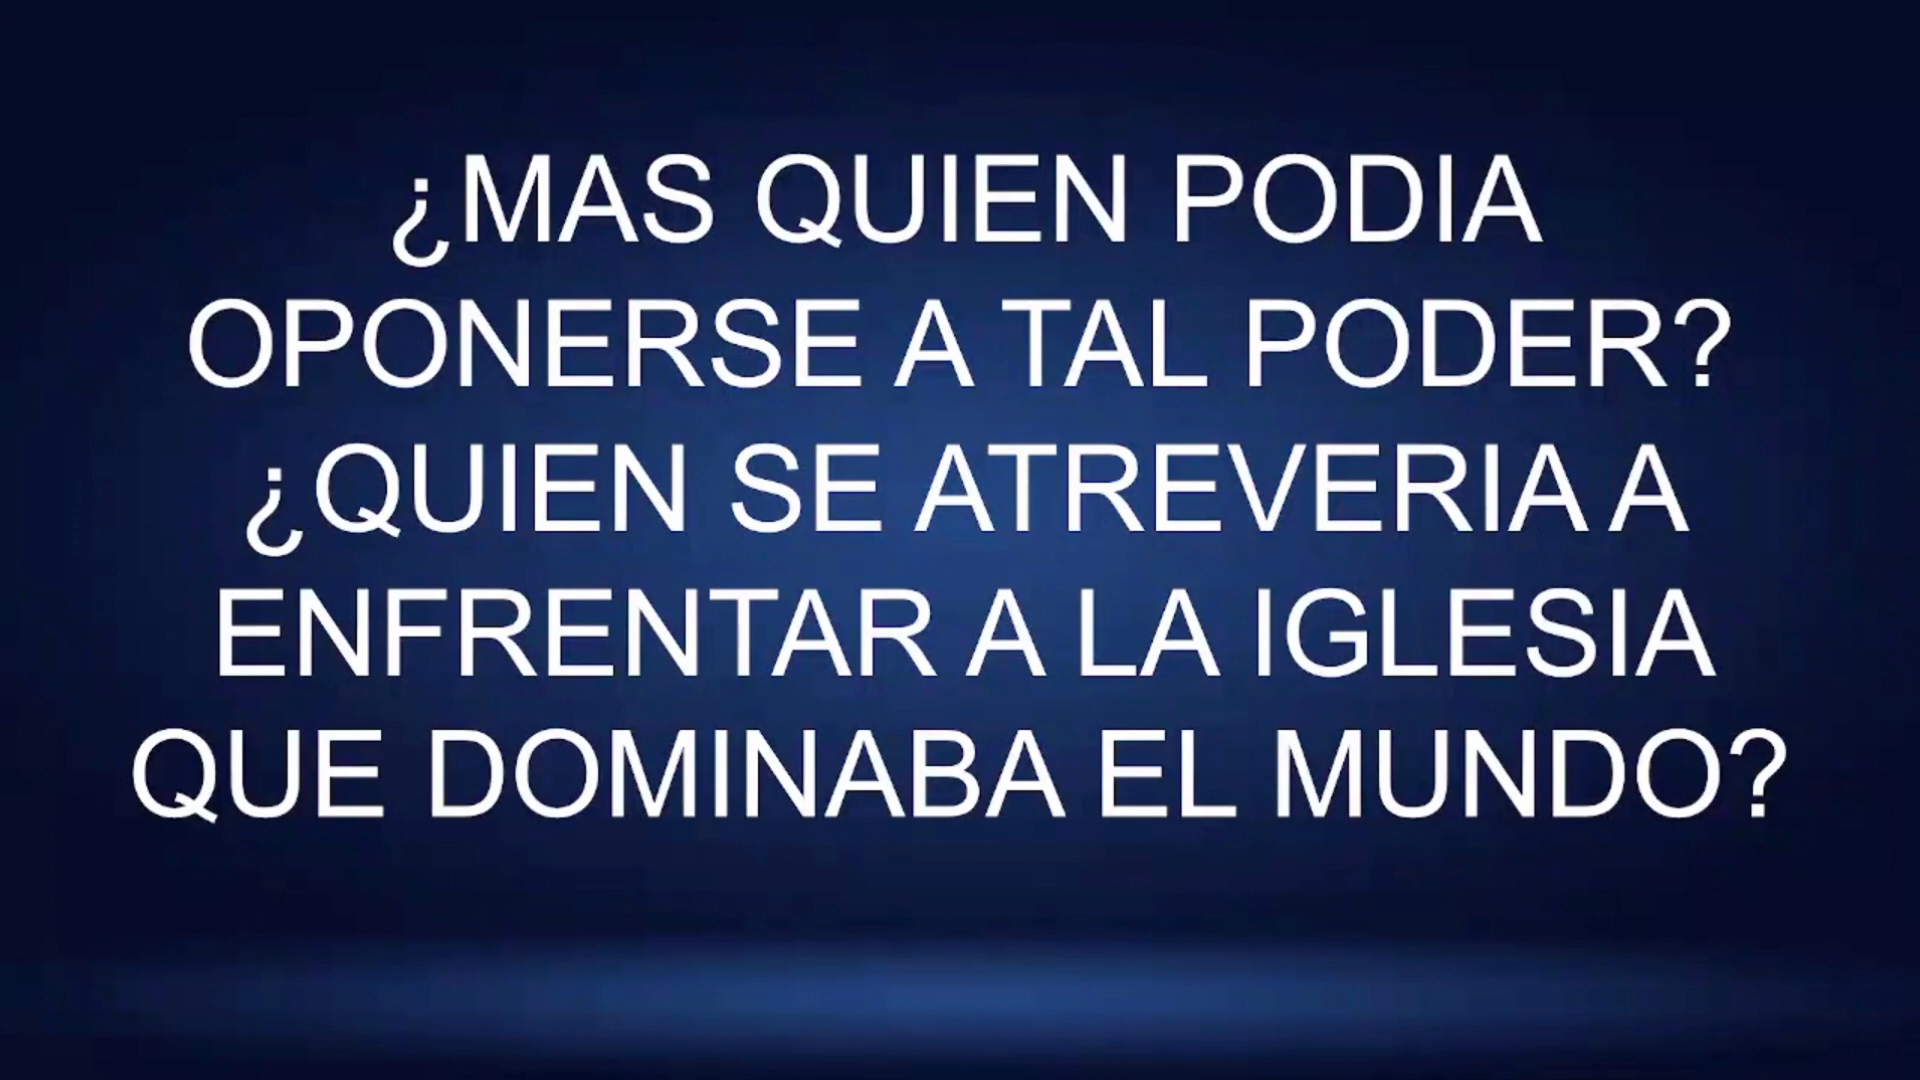 ¿MAS QUIEN PODIA
OPONERSE A TAL PODER?
¿QUIEN SE ATREVERIA A
ENFRENTAR A LA IGLESIA
QUE DOMINABA EL MUNDO?